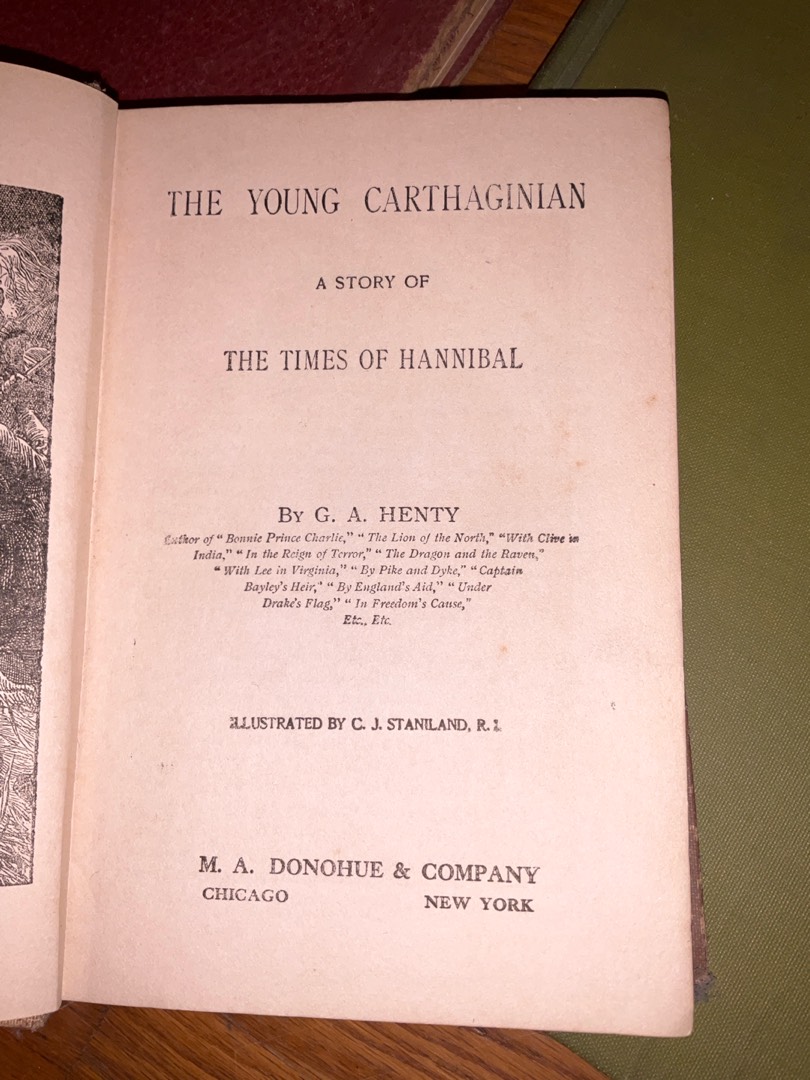 THE YOUNG CARTHAGINIAN
A STORY OF
THE TIMES OF HANNIBAL
By G. A. HENTY
Author of "Bonnie Prince Charlie," "The Lion of the North," "With Clive in
India," "In the Reign of Terror," "The Dragon and the Raven,"
"With Lee in Virginia," "By Pike and Dyke," "Captain
Bayley's Heir," "By England's Aid," "Under
Drake's Flag," "In Freedom's Cause,"
Etc., Etc.
ILLUSTRATED BY C. J. STANILAND, R. I.
M. A. DONOHUE & COMPANY
CHICAGO NEW YORK